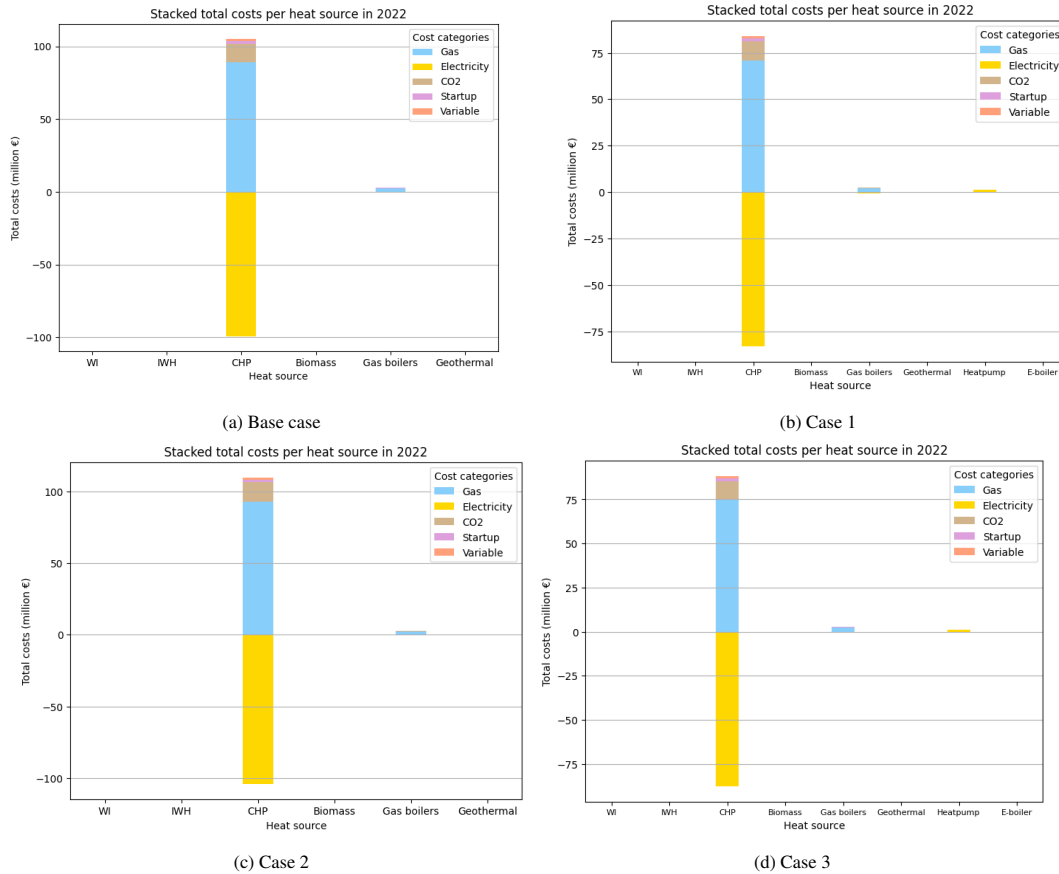 Stacked total costs per heat source in 2022
Cost categories
Gas
Electricity
CO2
Startup
Variable
100
50
0
−50
−100
Total costs (million €)
WI IWH CHP Biomass Gas boilers Geothermal
Heat source
(a) Base case
Stacked total costs per heat source in 2022
Cost categories
Gas
Electricity
CO2
Startup
Variable
75
50
25
0
−25
−50
−75
Total costs (million €)
WI IWH CHP Biomass Gas boilers Geothermal Heatpump E-boiler
Heat source
(b) Case 1
Stacked total costs per heat source in 2022
Cost categories
Gas
Electricity
CO2
Startup
Variable
100
50
0
−50
−100
Total costs (million €)
WI IWH CHP Biomass Gas boilers Geothermal
Heat source
(c) Case 2
Stacked total costs per heat source in 2022
Cost categories
Gas
Electricity
CO2
Startup
Variable
75
50
25
0
−25
−50
−75
Total costs (million €)
WI IWH CHP Biomass Gas boilers Geothermal Heatpump E-boiler
Heat source
(d) Case 3